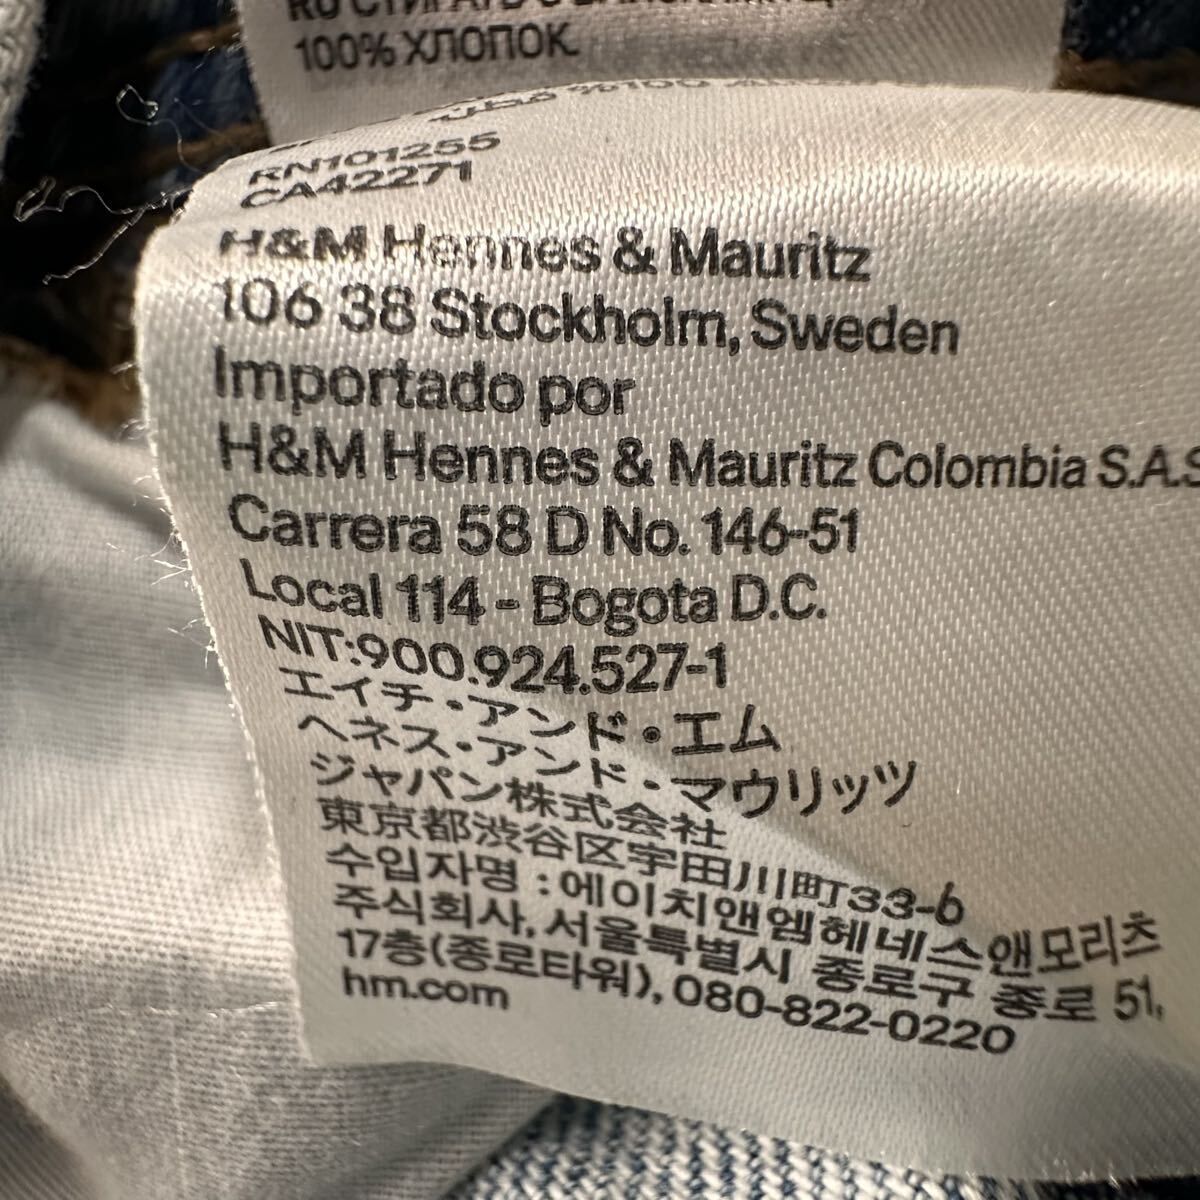 100% ХЛОПОК.
%100
RN101255
CA42271
H&M Hennes & Mauritz
106 38 Stockholm, Sweden
Importado por
H&M Hennes & Mauritz Colombia S.A.S
Carrera 58 D No. 146-51
Local 114 - Bogota D.C.
NIT:900.924.527-1
エイチ・アンド・エム
ヘネス・アンド・マウリッツ
ジャパン株式会社
東京都渋谷区宇田川町33-6
수입자명 : 에이치앤엠헤네스앤모리츠
주식회사, 서울특별시 종로구 종로 51,
17층(종로타워), 080-822-0220
hm.com